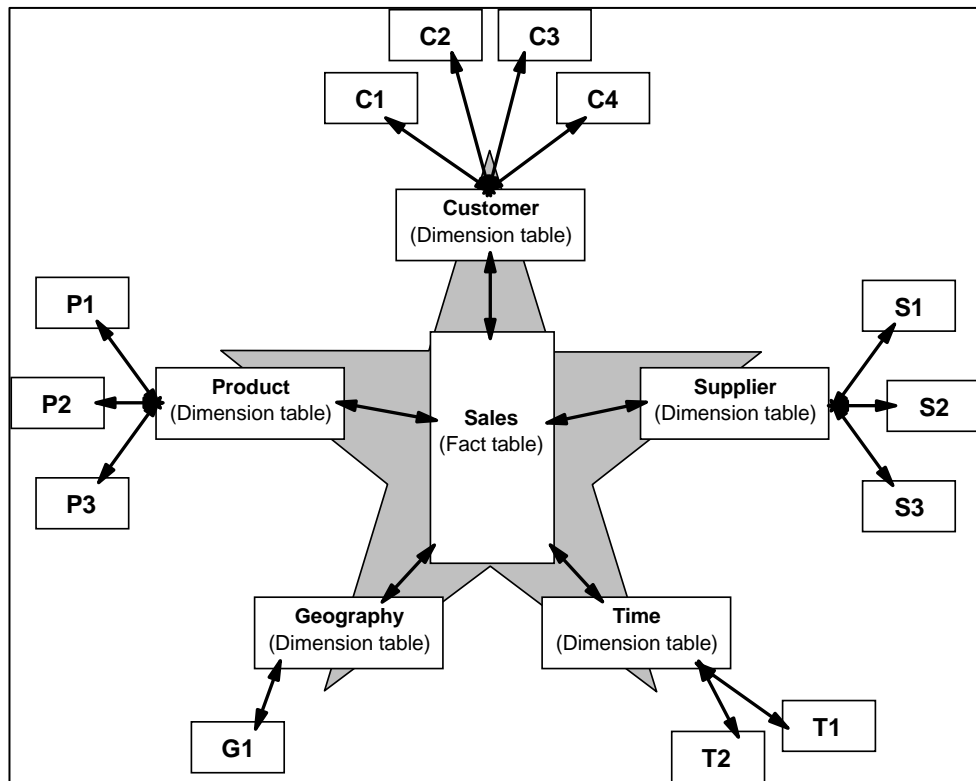 C2
C3
C1
C4
Customer
(Dimension table)
P1
S1
Product
(Dimension table)
Supplier
(Dimension table)
P2
S2
Sales
(Fact table)
P3
S3
Geography
(Dimension table)
Time
(Dimension table)
G1
T2
T1